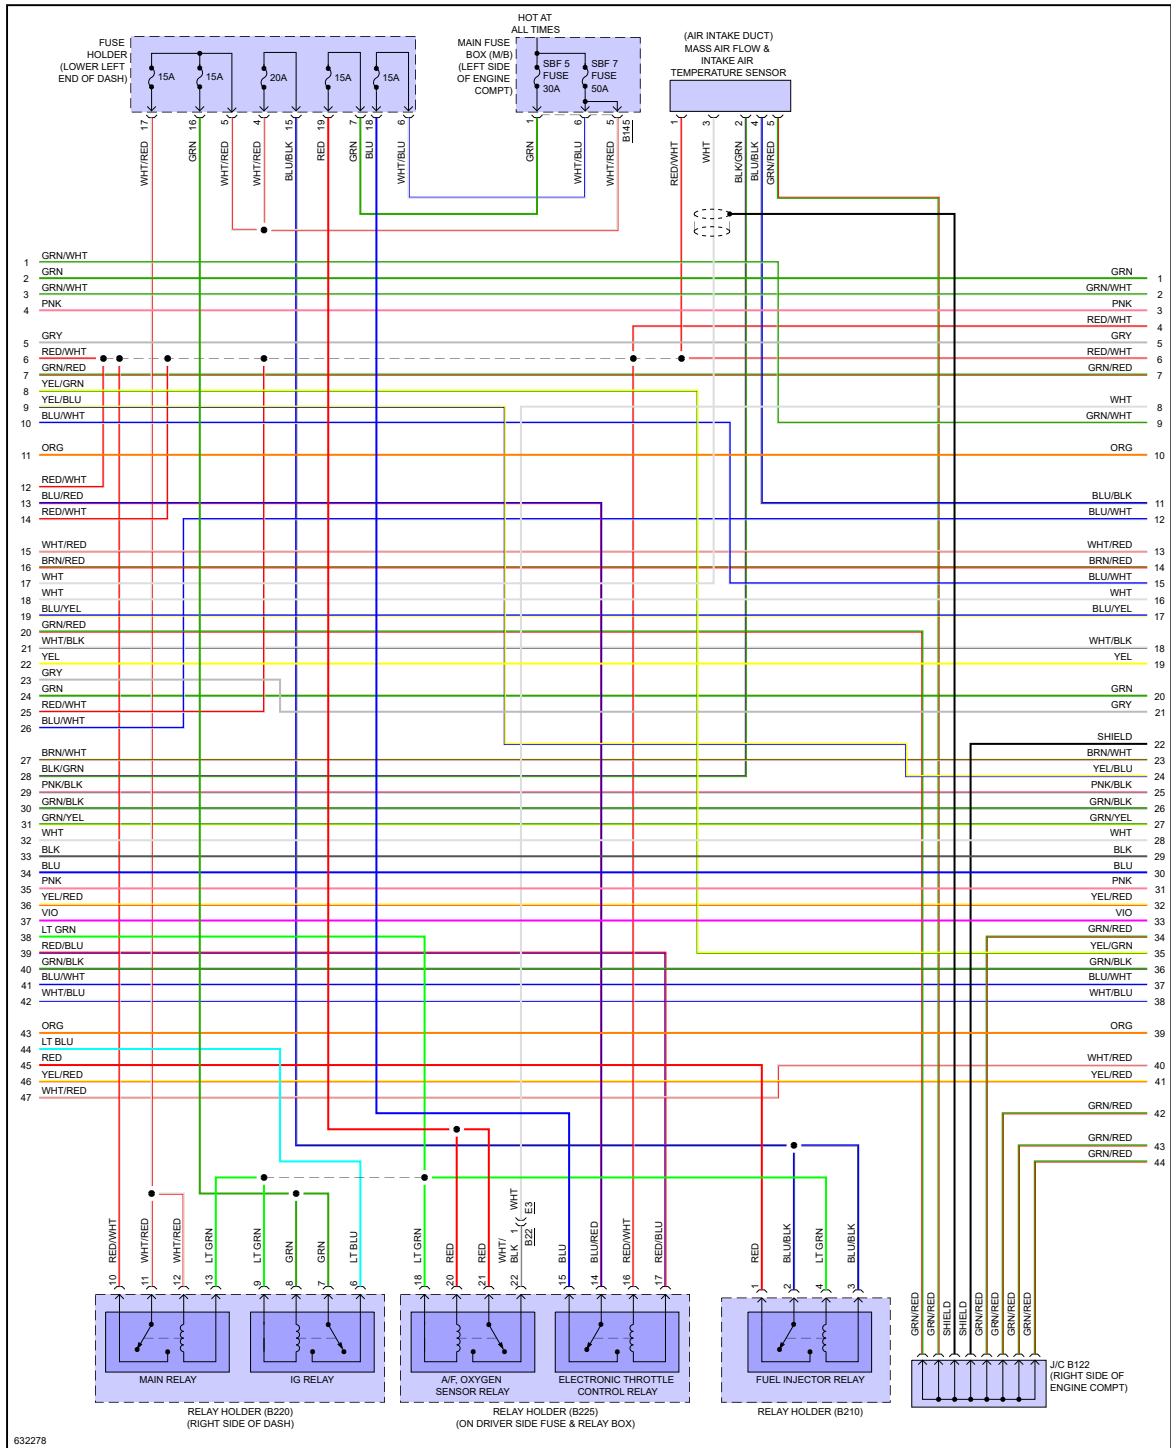 HOT AT
ALL TIMES
FUSE
HOLDER
(LOWER LEFT
END OF DASH)
15A
15A
20A
15A
15A
MAIN FUSE
BOX (M/B)
(LEFT SIDE
OF ENGINE
COMPT)
SBF 5
FUSE
30A
SBF 7
FUSE
50A
(AIR INTAKE DUCT)
MASS AIR FLOW &
INTAKE AIR
TEMPERATURE SENSOR
17 16 5 4 15 19 7 18 6 1 6 5 B145 1 3 2 4 5
WHT/RED GRN WHT/RED WHT/RED BLU/BLK RED GRN BLU WHT/BLU GRN WHT/BLU WHT/RED RED/WHT WHT BLK/GRN BLU/BLK GRN/RED
1 GRN/WHT
2 GRN GRN 1
3 GRN/WHT GRN/WHT 2
4 PNK PNK 3
RED/WHT 4
5 GRY GRY 5
6 RED/WHT RED/WHT 6
7 GRN/RED GRN/RED 7
8 YEL/GRN
9 YEL/BLU WHT 8
10 BLU/WHT GRN/WHT 9
11 ORG ORG 10
12 RED/WHT
13 BLU/RED BLU/BLK 11
14 RED/WHT BLU/WHT 12
15 WHT/RED WHT/RED 13
16 BRN/RED BRN/RED 14
17 WHT BLU/WHT 15
18 WHT WHT 16
19 BLU/YEL BLU/YEL 17
20 GRN/RED
21 WHT/BLK WHT/BLK 18
22 YEL YEL 19
23 GRY
24 GRN GRN 20
25 RED/WHT GRY 21
26 BLU/WHT
SHIELD 22
27 BRN/WHT BRN/WHT 23
28 BLK/GRN YEL/BLU 24
29 PNK/BLK PNK/BLK 25
30 GRN/BLK GRN/BLK 26
31 GRN/YEL GRN/YEL 27
32 WHT WHT 28
33 BLK BLK 29
34 BLU BLU 30
35 PNK PNK 31
36 YEL/RED YEL/RED 32
37 VIO VIO 33
38 LT GRN GRN/RED 34
39 RED/BLU YEL/GRN 35
40 GRN/BLK GRN/BLK 36
41 BLU/WHT BLU/WHT 37
42 WHT/BLU WHT/BLU 38
43 ORG ORG 39
44 LT BLU
45 RED WHT/RED 40
46 YEL/RED YEL/RED 41
47 WHT/RED
GRN/RED 42
GRN/RED 43
GRN/RED 44
WHT E3
1 B22
RED/WHT WHT/RED WHT/RED LT GRN LT GRN GRN GRN LT BLU LT GRN RED RED WHT/
BLK BLU BLU/RED RED/WHT RED/BLU RED BLU/BLK LT GRN BLU/BLK
10 11 12 13 9 8 7 6 18 20 21 22 15 14 16 17 1 2 4 3
GRN/RED GRN/RED SHIELD SHIELD GRN/RED GRN/RED GRN/RED GRN/RED
MAIN RELAY
IG RELAY
A/F, OXYGEN
SENSOR RELAY
ELECTRONIC THROTTLE
CONTROL RELAY
FUEL INJECTOR RELAY
RELAY HOLDER (B220)
(RIGHT SIDE OF DASH)
RELAY HOLDER (B225)
(ON DRIVER SIDE FUSE & RELAY BOX)
RELAY HOLDER (B210)
J/C B122
(RIGHT SIDE OF
ENGINE COMPT)
632278